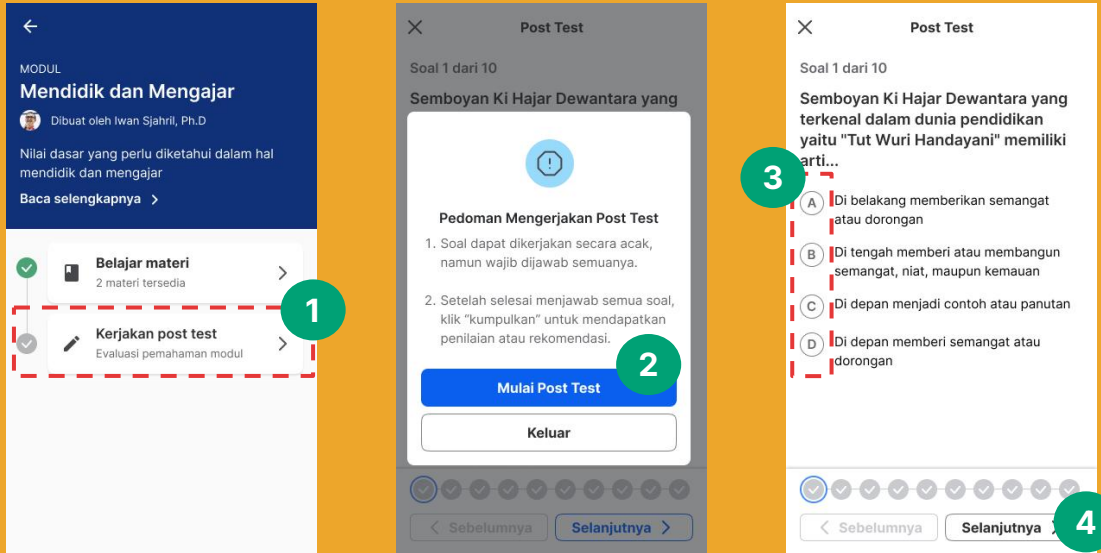 MODUL
Mendidik dan Mengajar
Dibuat oleh Iwan Sjahril, Ph.D
Nilai dasar yang perlu diketahui dalam hal
mendidik dan mengajar
Baca selengkapnya >
Belajar materi
2 materi tersedia
1
Kerjakan post test
Evaluasi pemahaman modul
Post Test
Soal 1 dari 10
Semboyan Ki Hajar Dewantara yang
Pedoman Mengerjakan Post Test
1. Soal dapat dikerjakan secara acak,
namun wajib dijawab semuanya.
2. Setelah selesai menjawab semua soal,
klik “kumpulkan” untuk mendapatkan
penilaian atau rekomendasi.
2
Mulai Post Test
Keluar
< Sebelumnya
Selanjutnya >
Post Test
Soal 1 dari 10
Semboyan Ki Hajar Dewantara yang
terkenal dalam dunia pendidikan
yaitu "Tut Wuri Handayani" memiliki
arti...
3
A Di belakang memberikan semangat
atau dorongan
B Di tengah memberi atau membangun
semangat, niat, maupun kemauan
C Di depan menjadi contoh atau panutan
D Di depan memberi semangat atau
dorongan
< Sebelumnya
Selanjutnya >
4